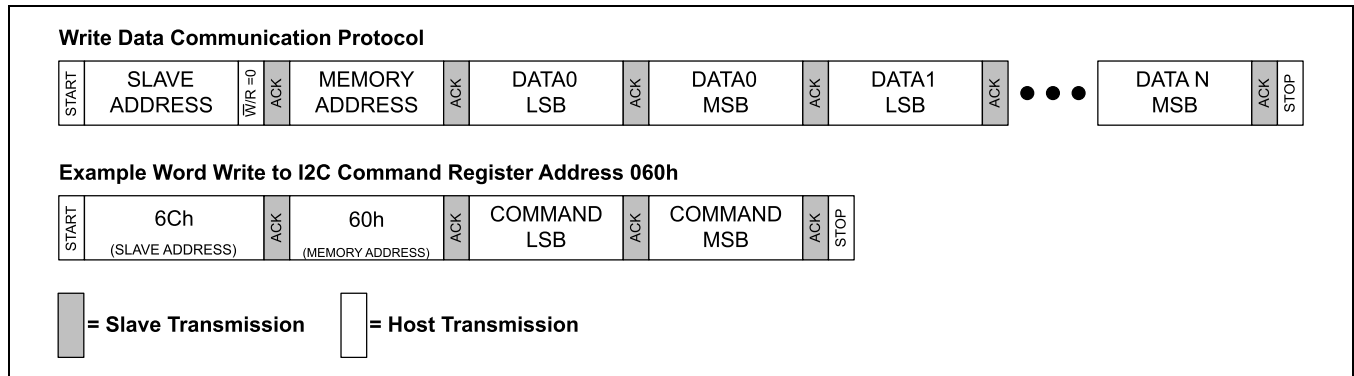 Write Data Communication Protocol
START
SLAVE
ADDRESS
W̅/R =0
ACK
MEMORY
ADDRESS
ACK
DATA0
LSB
ACK
DATA0
MSB
ACK
DATA1
LSB
ACK
DATA N
MSB
ACK
STOP
Example Word Write to I2C Command Register Address 060h
START
6Ch
(SLAVE ADDRESS)
ACK
60h
(MEMORY ADDRESS)
ACK
COMMAND
LSB
ACK
COMMAND
MSB
ACK
STOP
= Slave Transmission
= Host Transmission